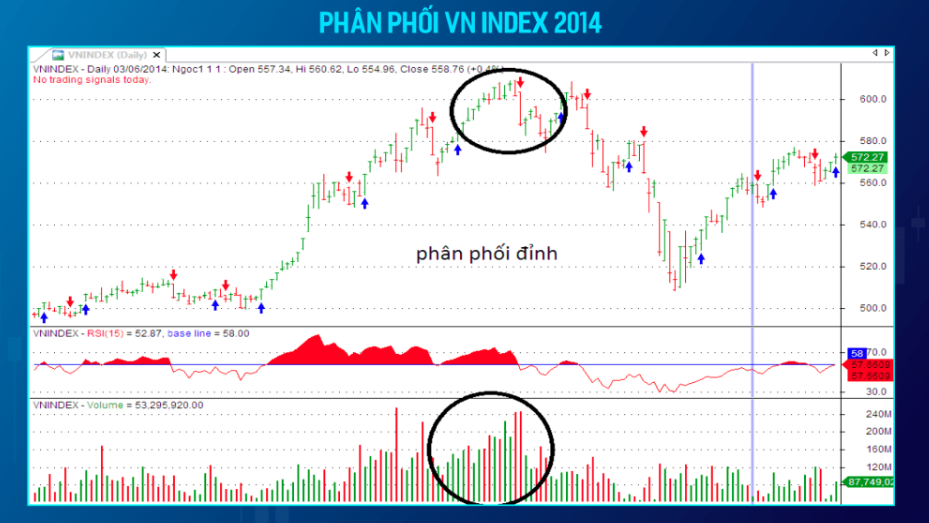 PHÂN PHỐI VN INDEX 2014
VNINDEX (Daily)
VNINDEX - Daily 03/06/2014: Ngoc1 1 1 : Open 557.34, Hi 560.62, Lo 554.96, Close 558.76 (+0.4%)
No trading signals today.
600.0
580.0
572.27
572.27
560.0
540.0
phân phối đỉnh
520.0
500.0
VNINDEX - RSI(15) = 52.87, base line = 58.00
58
70.0
57.8609
57.8609
30.0
VNINDEX - Volume = 53,295,920.00
240M
200M
160M
120M
87,749,02